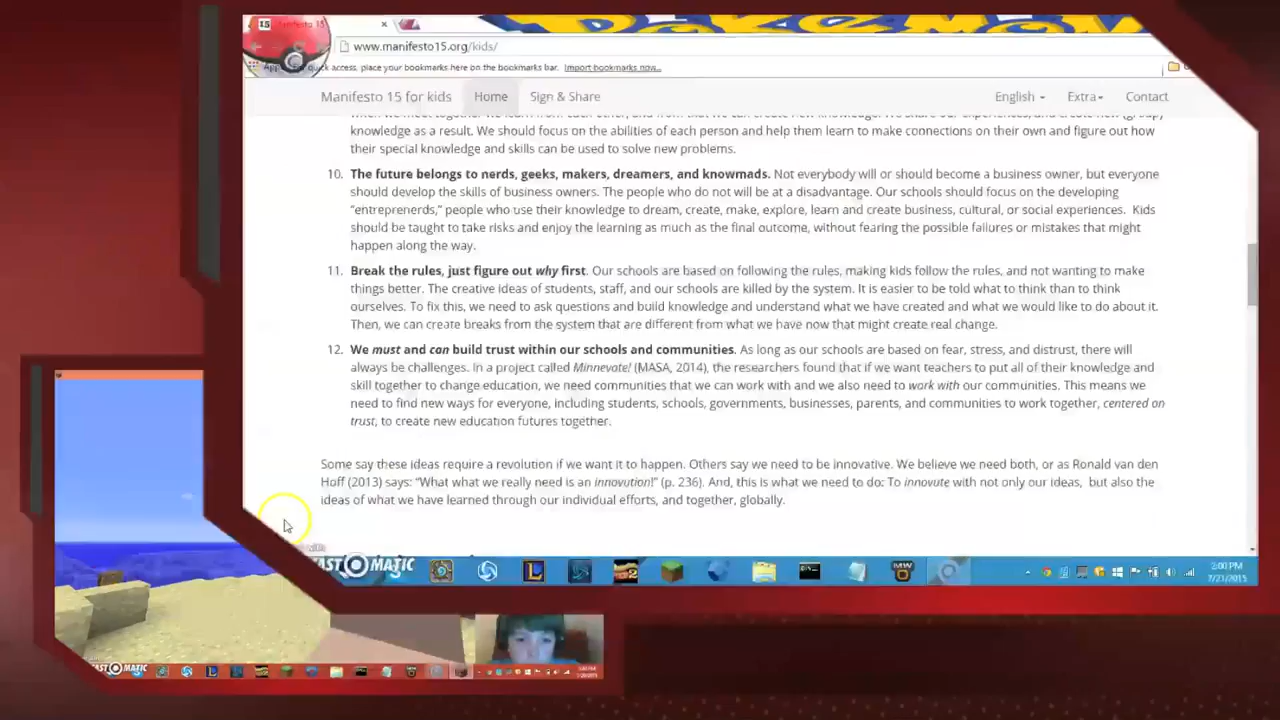 15 Manifesto 15
POKEMON
www.manifesto15.org/kids/
quick access, place your bookmarks here on the bookmarks bar. Import bookmarks now...
Manifesto 15 for kids Home Sign & Share English Extra Contact
knowledge as a result. We should focus on the abilities of each person and help them learn to make connections on their own and figure out how
their special knowledge and skills can be used to solve new problems.
10. The future belongs to nerds, geeks, makers, dreamers, and knowmads. Not everybody will or should become a business owner, but everyone
should develop the skills of business owners. The people who do not will be at a disadvantage. Our schools should focus on the developing
“entreprenerds,” people who use their knowledge to dream, create, make, explore, learn and create business, cultural, or social experiences. Kids
should be taught to take risks and enjoy the learning as much as the final outcome, without fearing the possible failures or mistakes that might
happen along the way.
11. Break the rules, just figure out why first. Our schools are based on following the rules, making kids follow the rules, and not wanting to make
things better. The creative ideas of students, staff, and our schools are killed by the system. It is easier to be told what to think than to think
ourselves. To fix this, we need to ask questions and build knowledge and understand what we have created and what we would like to do about it.
Then, we can create breaks from the system that are different from what we have now that might create real change.
12. We must and can build trust within our schools and communities. As long as our schools are based on fear, stress, and distrust, there will
always be challenges. In a project called Minnevate! (MASA, 2014), the researchers found that if we want teachers to put all of their knowledge and
skill together to change education, we need communities that we can work with and we also need to work with our communities. This means we
need to find new ways for everyone, including students, schools, governments, businesses, parents, and communities to work together, centered on
trust, to create new education futures together.
Some say these ideas require a revolution if we want it to happen. Others say we need to be innovative. We believe we need both, or as Ronald van den
Hoff (2013) says: “What what we really need is an innovution!” (p. 236). And, this is what we need to do: To innovate with not only our ideas, but also the
ideas of what we have learned through our individual efforts, and together, globally.
AST-O-MATIC
2:00 PM
7/21/2015
AST-O-MATIC